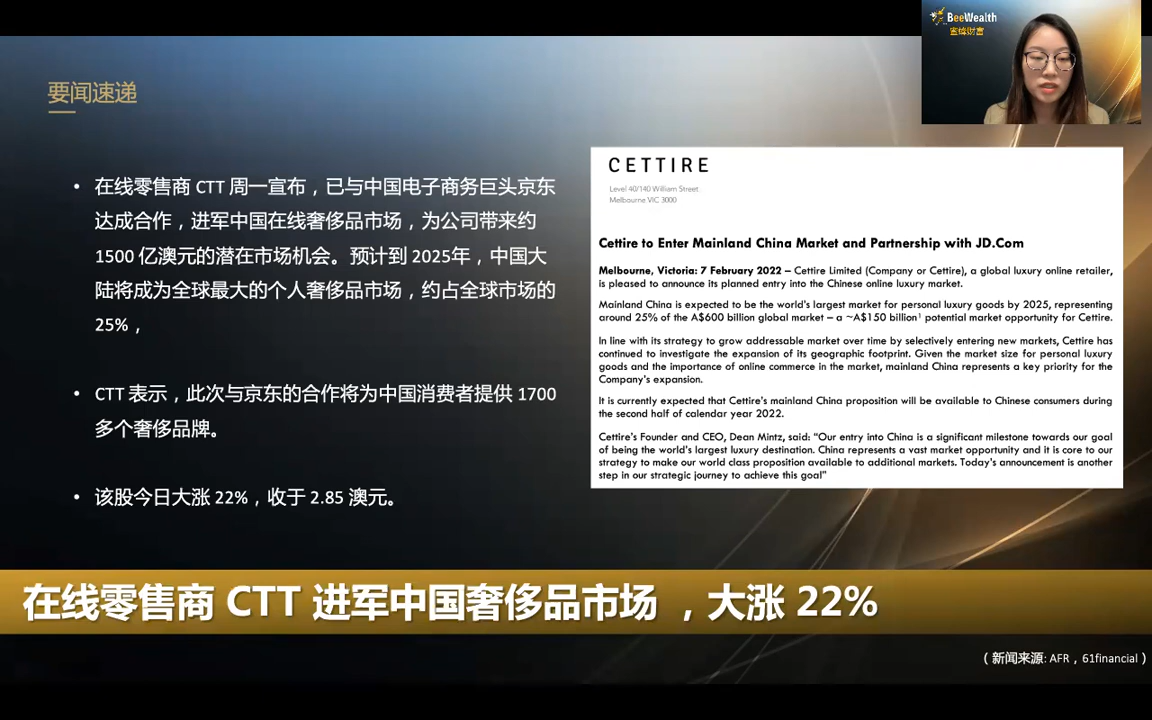 BeeWealth
蜜蜂财富
要闻速递
• 在线零售商 CTT 周一宣布，已与中国电子商务巨头京东
达成合作，进军中国在线奢侈品市场，为公司带来约
1500 亿澳元的潜在市场机会。预计到 2025年，中国大
陆将成为全球最大的个人奢侈品市场，约占全球市场的
25%，
• CTT 表示，此次与京东的合作将为中国消费者提供 1700
多个奢侈品牌。
• 该股今日大涨 22%，收于 2.85 澳元。
CETTIRE
Level 40/140 William Street
Melbourne VIC 3000
Cettire to Enter Mainland China Market and Partnership with JD.Com
Melbourne, Victoria: 7 February 2022 – Cettire Limited (Company or Cettire), a global luxury online retailer,
is pleased to announce its planned entry into the Chinese online luxury market.
Mainland China is expected to be the world's largest market for personal luxury goods by 2025, representing
around 25% of the A$600 billion global market – a ~A$150 billion¹ potential market opportunity for Cettire.
In line with its strategy to grow addressable market over time by selectively entering new markets, Cettire has
continued to investigate the expansion of its geographic footprint. Given the market size for personal luxury
goods and the importance of online commerce in the market, mainland China represents a key priority for the
Company's expansion.
It is currently expected that Cettire's mainland China proposition will be available to Chinese consumers during
the second half of calendar year 2022.
Cettire's Founder and CEO, Dean Mintz, said: “Our entry into China is a significant milestone towards our goal
of being the world's largest luxury destination. China represents a vast market opportunity and it is core to our
strategy to make our world class proposition available to additional markets. Today's announcement is another
step in our strategic journey to achieve this goal”
在线零售商 CTT 进军中国奢侈品市场 ，大涨 22%
（ 新闻来源: AFR，61financial ）